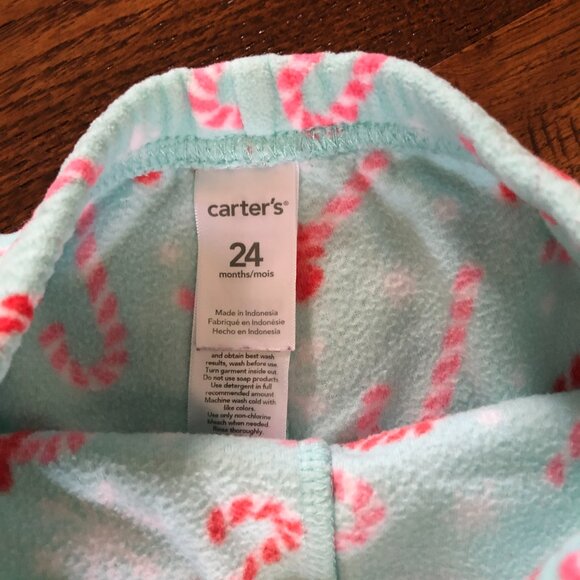 carter's®
24
months/mois
Made in Indonesia
Fabriqué en Indonésie
Hecho en Indonesia
and obtain best wash
results, wash before use.
Turn garment inside out.
Do not use soap products.
Use detergent in full
recommended amount
Machine wash cold with
like colors.
Use only non-chlorine
bleach when needed.
Rinse thoroughly.